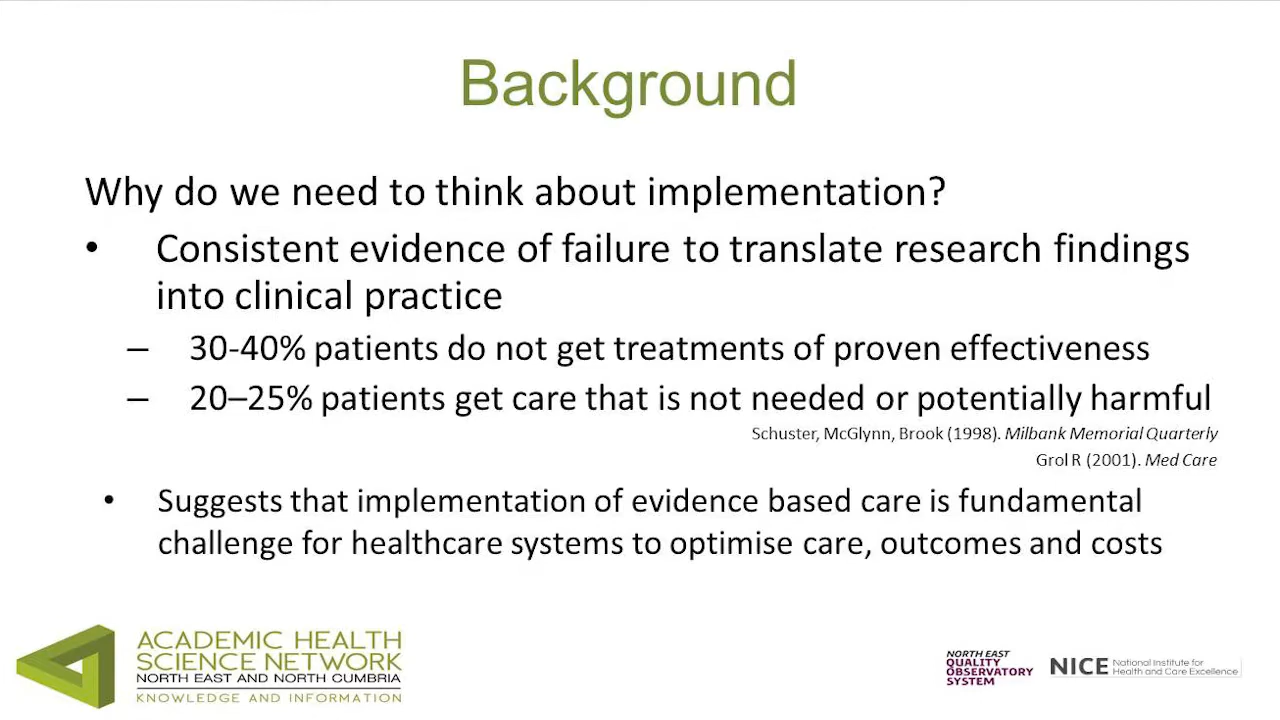 Background
Why do we need to think about implementation?
• Consistent evidence of failure to translate research findings
into clinical practice
– 30-40% patients do not get treatments of proven effectiveness
– 20–25% patients get care that is not needed or potentially harmful
Schuster, McGlynn, Brook (1998). Milbank Memorial Quarterly
Grol R (2001). Med Care
• Suggests that implementation of evidence based care is fundamental
challenge for healthcare systems to optimise care, outcomes and costs
ACADEMIC HEALTH
SCIENCE NETWORK
NORTH EAST AND NORTH CUMBRIA
KNOWLEDGE AND INFORMATION
NORTH EAST
QUALITY
OBSERVATORY
SYSTEM
NICE National Institute for
Health and Care Excellence